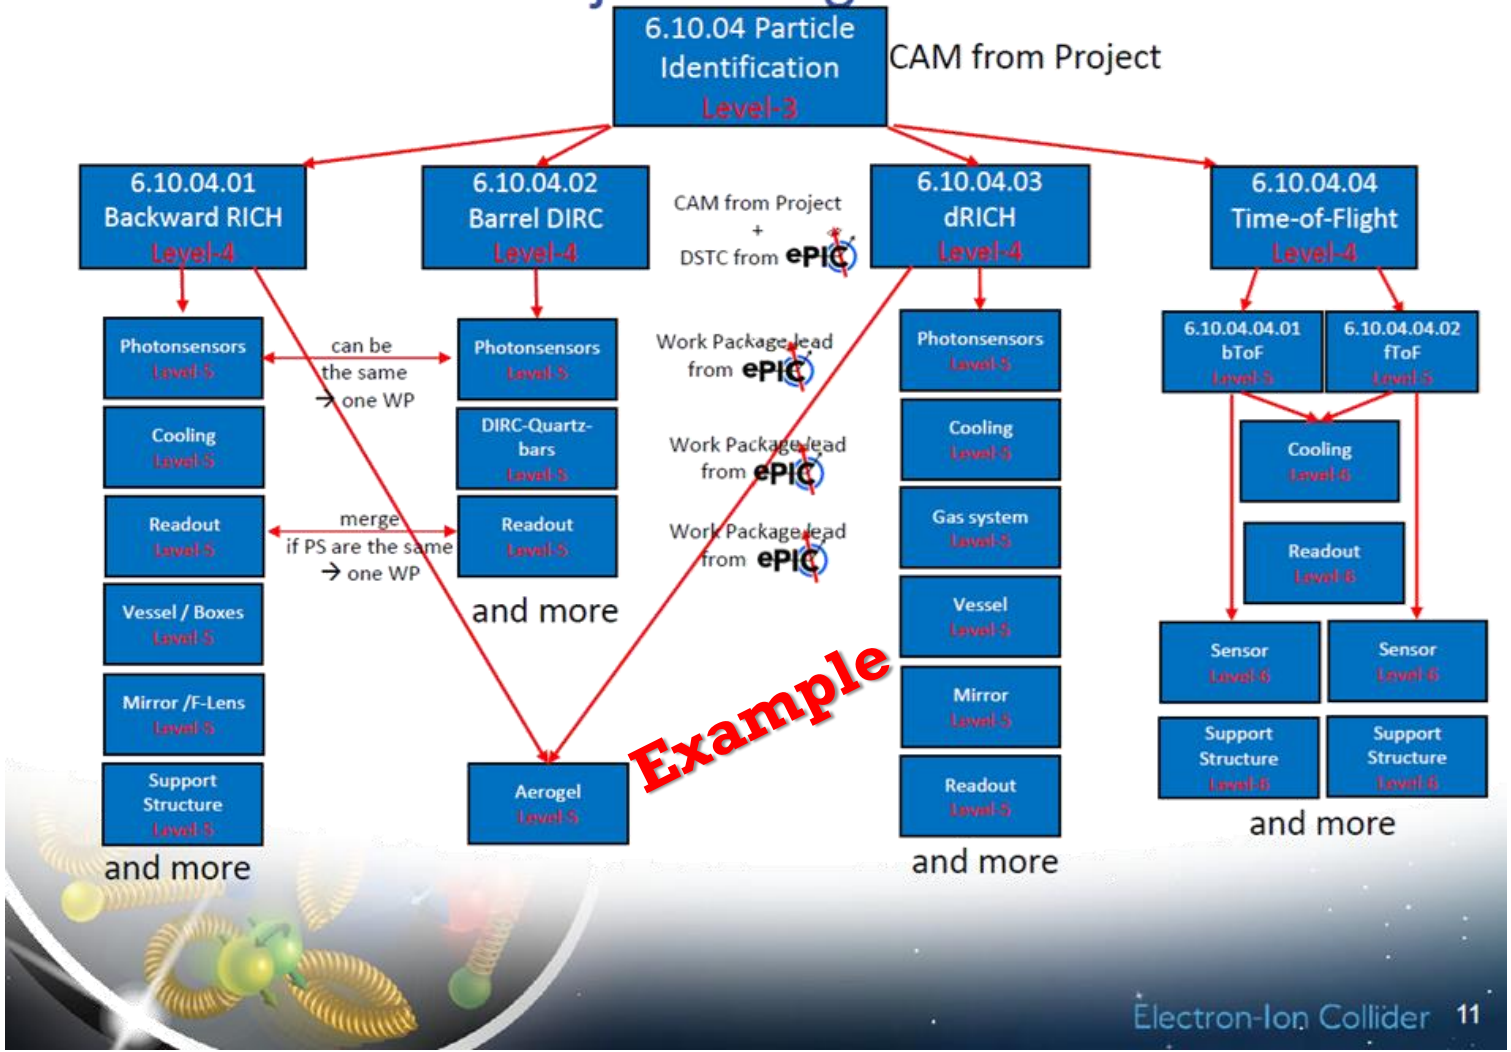 6.10.04 Particle
Identification
Level-3
CAM from Project
6.10.04.01
Backward RICH
Level-4
6.10.04.02
Barrel DIRC
Level-4
CAM from Project
+
DSTC from ePIC
6.10.04.03
dRICH
Level-4
6.10.04.04
Time-of-Flight
Level-4
Photonsensors
Level-5
Cooling
Level-5
Readout
Level-5
Vessel / Boxes
Level-5
Mirror /F-Lens
Level-5
Support
Structure
Level-5
and more
can be
the same
→ one WP
merge
if PS are the same
→ one WP
Photonsensors
Level-5
DIRC-Quartz-
bars
Level-5
Readout
Level-5
and more
Aerogel
Level-5
Work Package lead
from ePIC
Work Package lead
from ePIC
Work Package lead
from ePIC
Example
Photonsensors
Level-5
Cooling
Level-5
Gas system
Level-5
Vessel
Level-5
Mirror
Level-5
Readout
Level-5
and more
6.10.04.04.01
bToF
Level-5
6.10.04.04.02
fToF
Level-5
Cooling
Level-6
Readout
Level-6
Sensor
Level-6
Sensor
Level-6
Support
Structure
Level-6
Support
Structure
Level-6
and more
Electron-Ion Collider 11